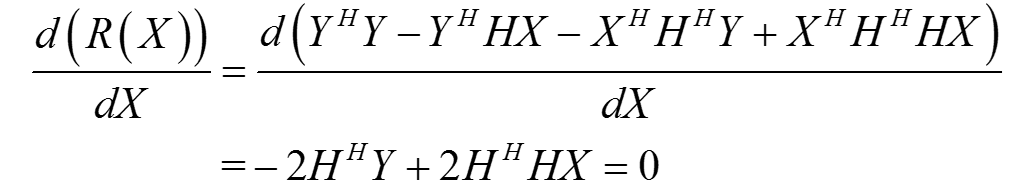 d(R(X))/dX = d(Y^H Y − Y^H HX − X^H H^H Y + X^H H^H HX)/dX
= − 2H^H Y + 2H^H HX = 0